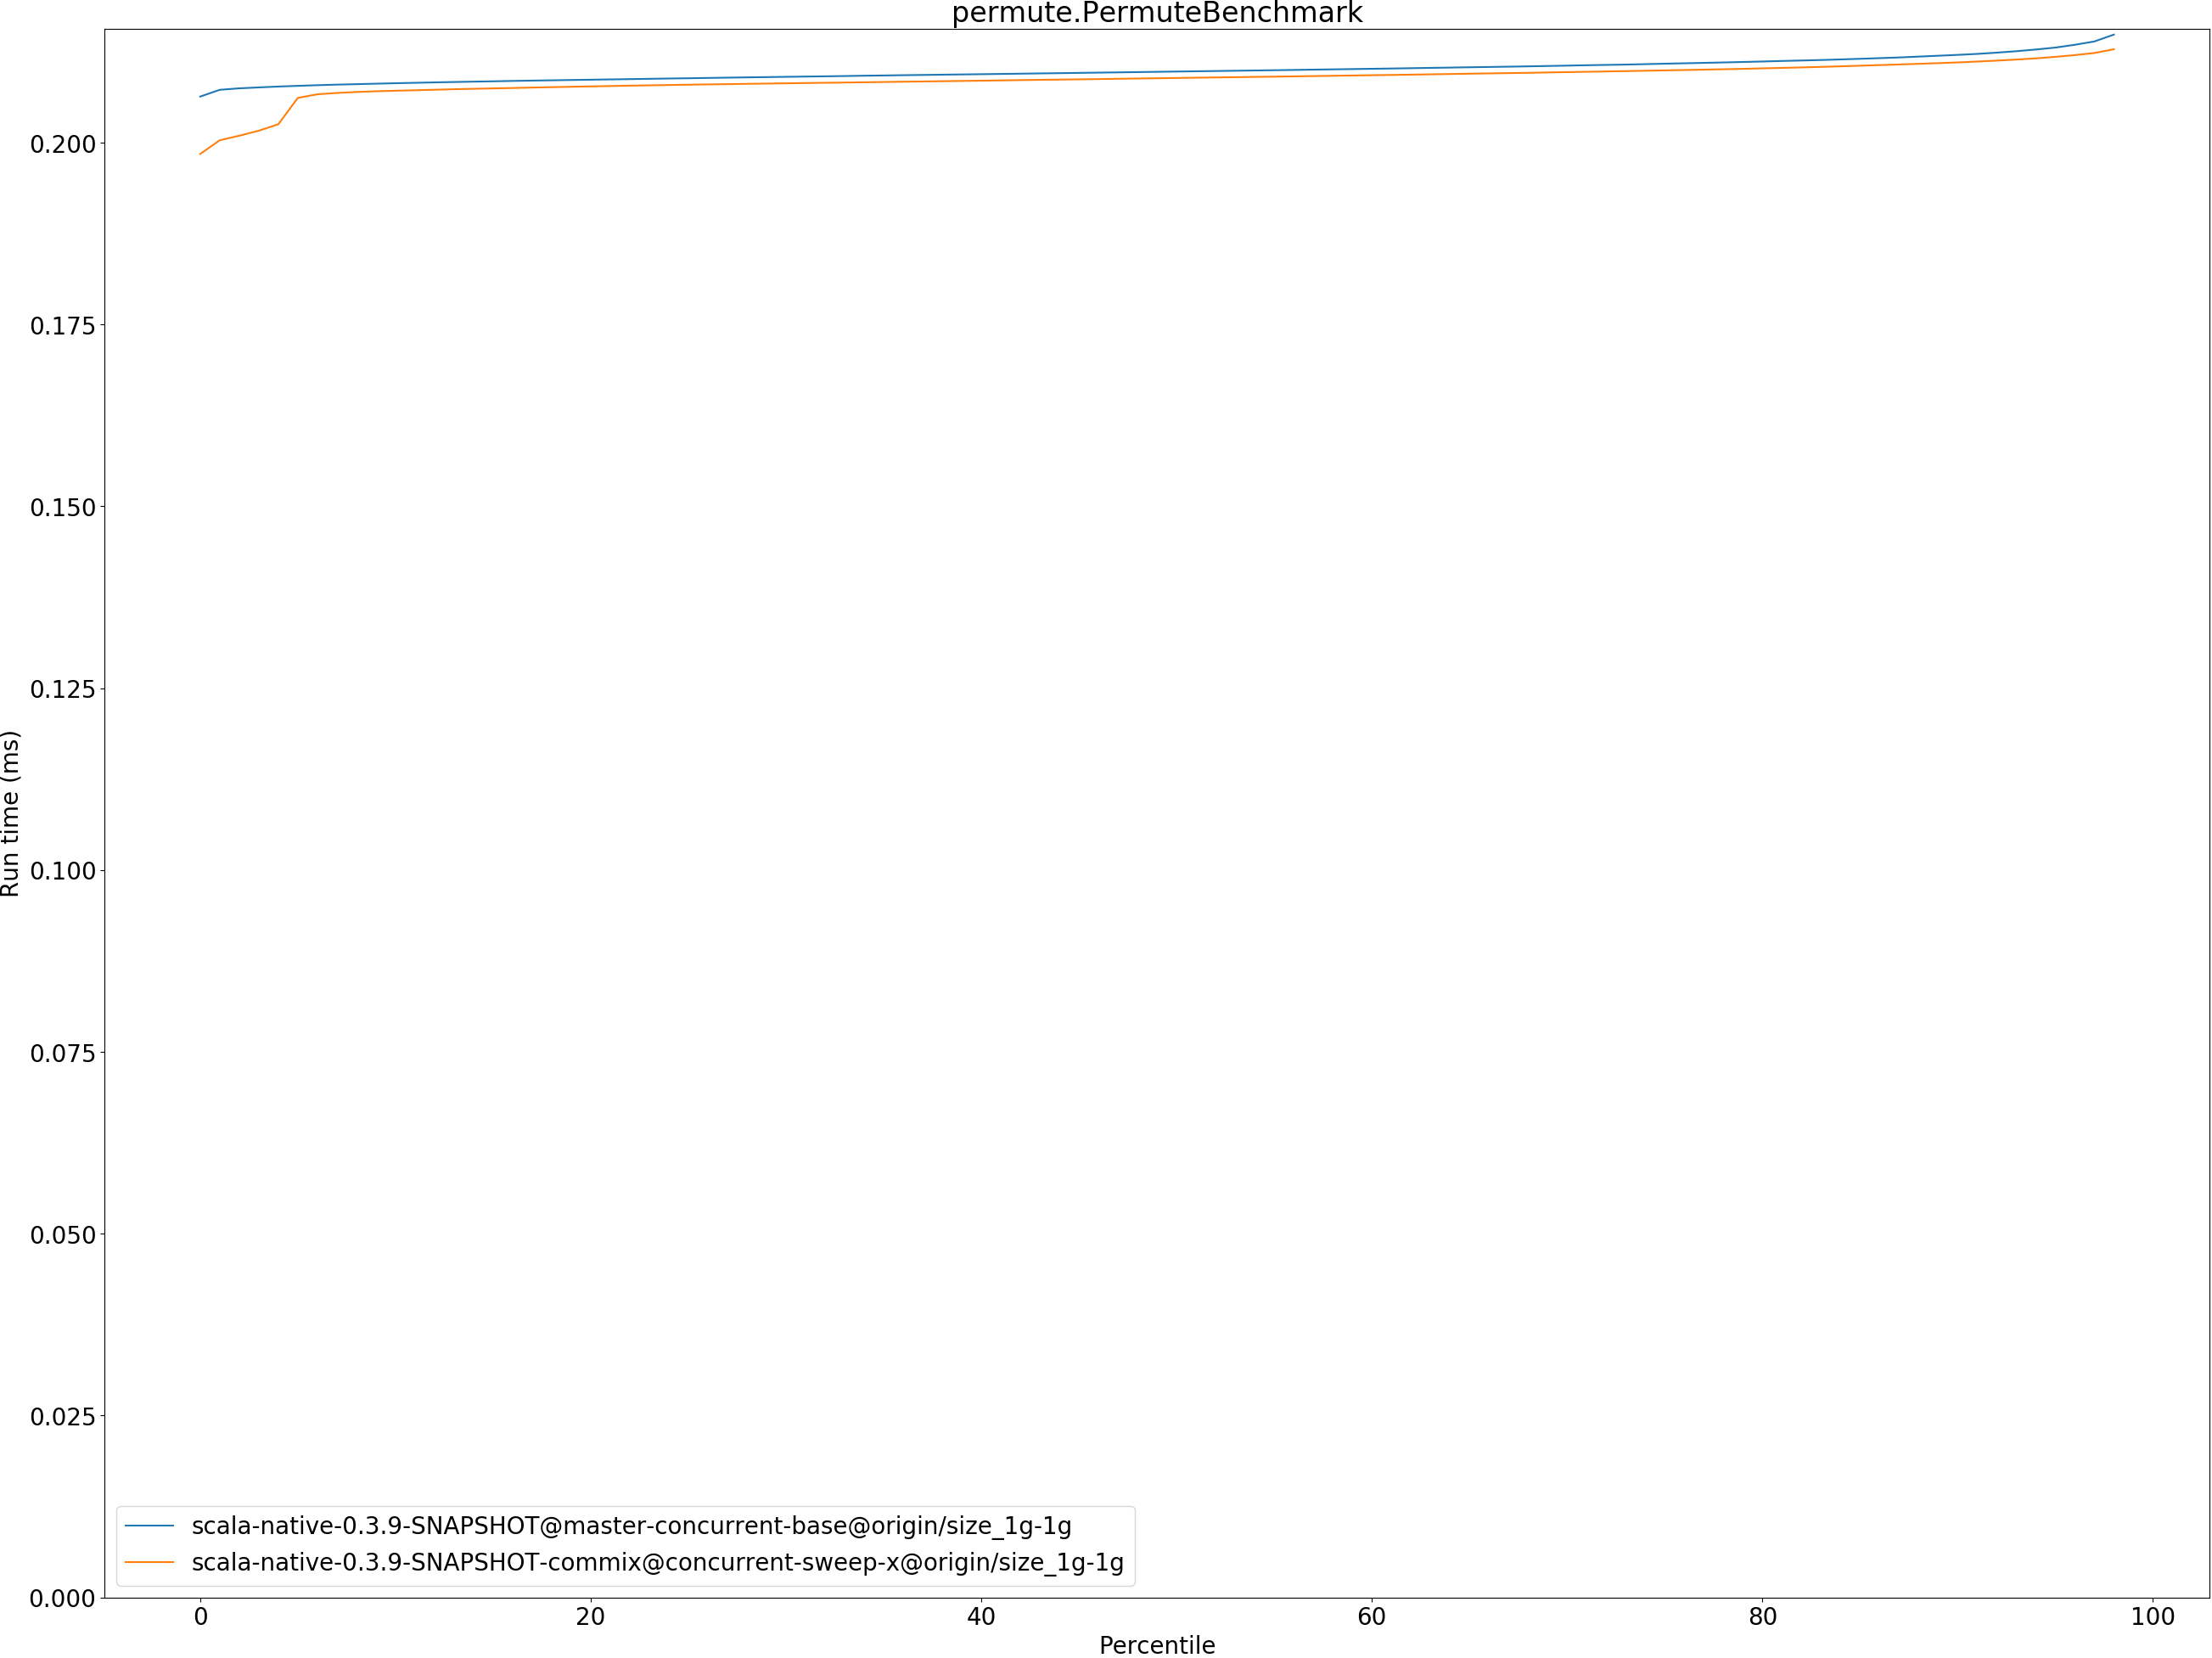 permute.PermuteBenchmark
0.200
0.175
0.150
0.125
0.100
0.075
0.050
0.025
0.000
Run time (ms)
scala-native-0.3.9-SNAPSHOT@master-concurrent-base@origin/size_1g-1g
scala-native-0.3.9-SNAPSHOT-commix@concurrent-sweep-x@origin/size_1g-1g
0 20 40 60 80 100
Percentile